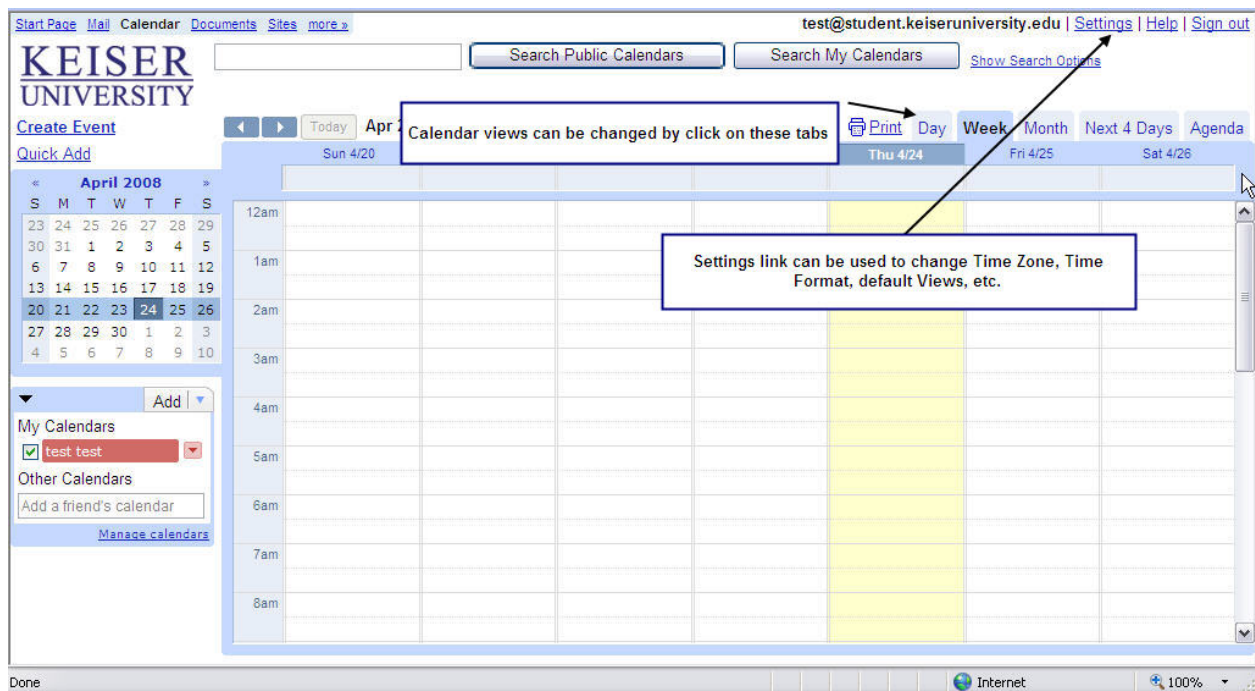 Start Page Mail Calendar Documents Sites more »
test@student.keiseruniversity.edu | Settings | Help | Sign out
KEISER
UNIVERSITY
Search Public Calendars
Search My Calendars
Show Search Options
Create Event
Quick Add
Today
Apr 2
Calendar views can be changed by click on these tabs
Print Day Week Month Next 4 Days Agenda
Sun 4/20
Thu 4/24
Fri 4/25
Sat 4/26
« April 2008 »
S M T W T F S
23 24 25 26 27 28 29
30 31 1 2 3 4 5
6 7 8 9 10 11 12
13 14 15 16 17 18 19
20 21 22 23 24 25 26
27 28 29 30 1 2 3
4 5 6 7 8 9 10
Add
My Calendars
test test
Other Calendars
Add a friend's calendar
Manage calendars
12am
1am
2am
3am
4am
5am
6am
7am
8am
Settings link can be used to change Time Zone, Time
Format, default Views, etc.
Done
Internet
100%